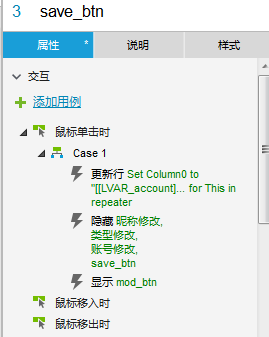 3 save_btn
属性 * 说明 样式
交互
添加用例
鼠标单击时
Case 1
更新行 Set Column0 to
"[[LVAR_account]... for This in
repeater
隐藏 昵称修改,
类型修改,
账号修改,
save_btn
显示 mod_btn
鼠标移入时
鼠标移出时